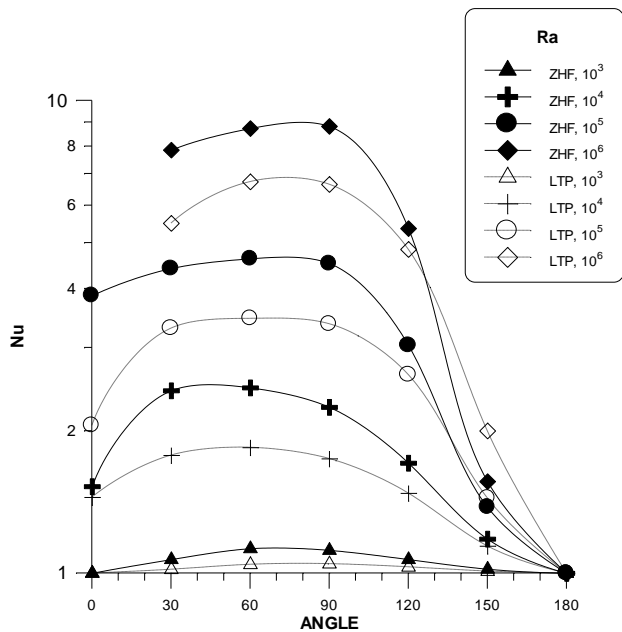 Ra
ZHF, 10³
ZHF, 10⁴
ZHF, 10⁵
ZHF, 10⁶
LTP, 10³
LTP, 10⁴
LTP, 10⁵
LTP, 10⁶
10
8
6
4
2
1
Nu
0 30 60 90 120 150 180
ANGLE